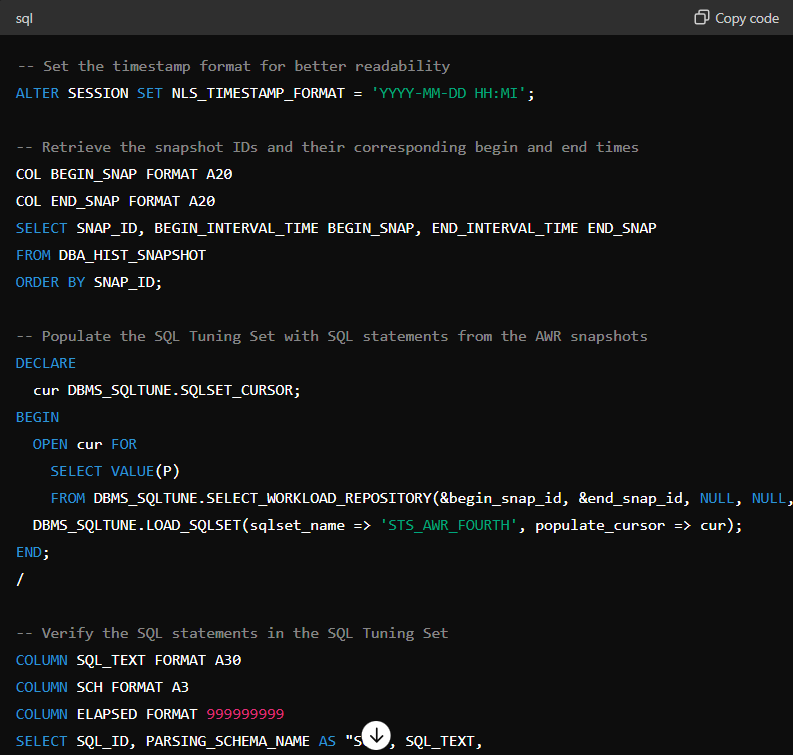 sql
Copy code
-- Set the timestamp format for better readability
ALTER SESSION SET NLS_TIMESTAMP_FORMAT = 'YYYY-MM-DD HH:MI';
-- Retrieve the snapshot IDs and their corresponding begin and end times
COL BEGIN_SNAP FORMAT A20
COL END_SNAP FORMAT A20
SELECT SNAP_ID, BEGIN_INTERVAL_TIME BEGIN_SNAP, END_INTERVAL_TIME END_SNAP
FROM DBA_HIST_SNAPSHOT
ORDER BY SNAP_ID;
-- Populate the SQL Tuning Set with SQL statements from the AWR snapshots
DECLARE
  cur DBMS_SQLTUNE.SQLSET_CURSOR;
BEGIN
  OPEN cur FOR
    SELECT VALUE(P)
    FROM DBMS_SQLTUNE.SELECT_WORKLOAD_REPOSITORY(&begin_snap_id, &end_snap_id, NULL, NULL,
  DBMS_SQLTUNE.LOAD_SQLSET(sqlset_name => 'STS_AWR_FOURTH', populate_cursor => cur);
END;
/
-- Verify the SQL statements in the SQL Tuning Set
COLUMN SQL_TEXT FORMAT A30
COLUMN SCH FORMAT A3
COLUMN ELAPSED FORMAT 999999999
SELECT SQL_ID, PARSING_SCHEMA_NAME AS "S , SQL_TEXT,